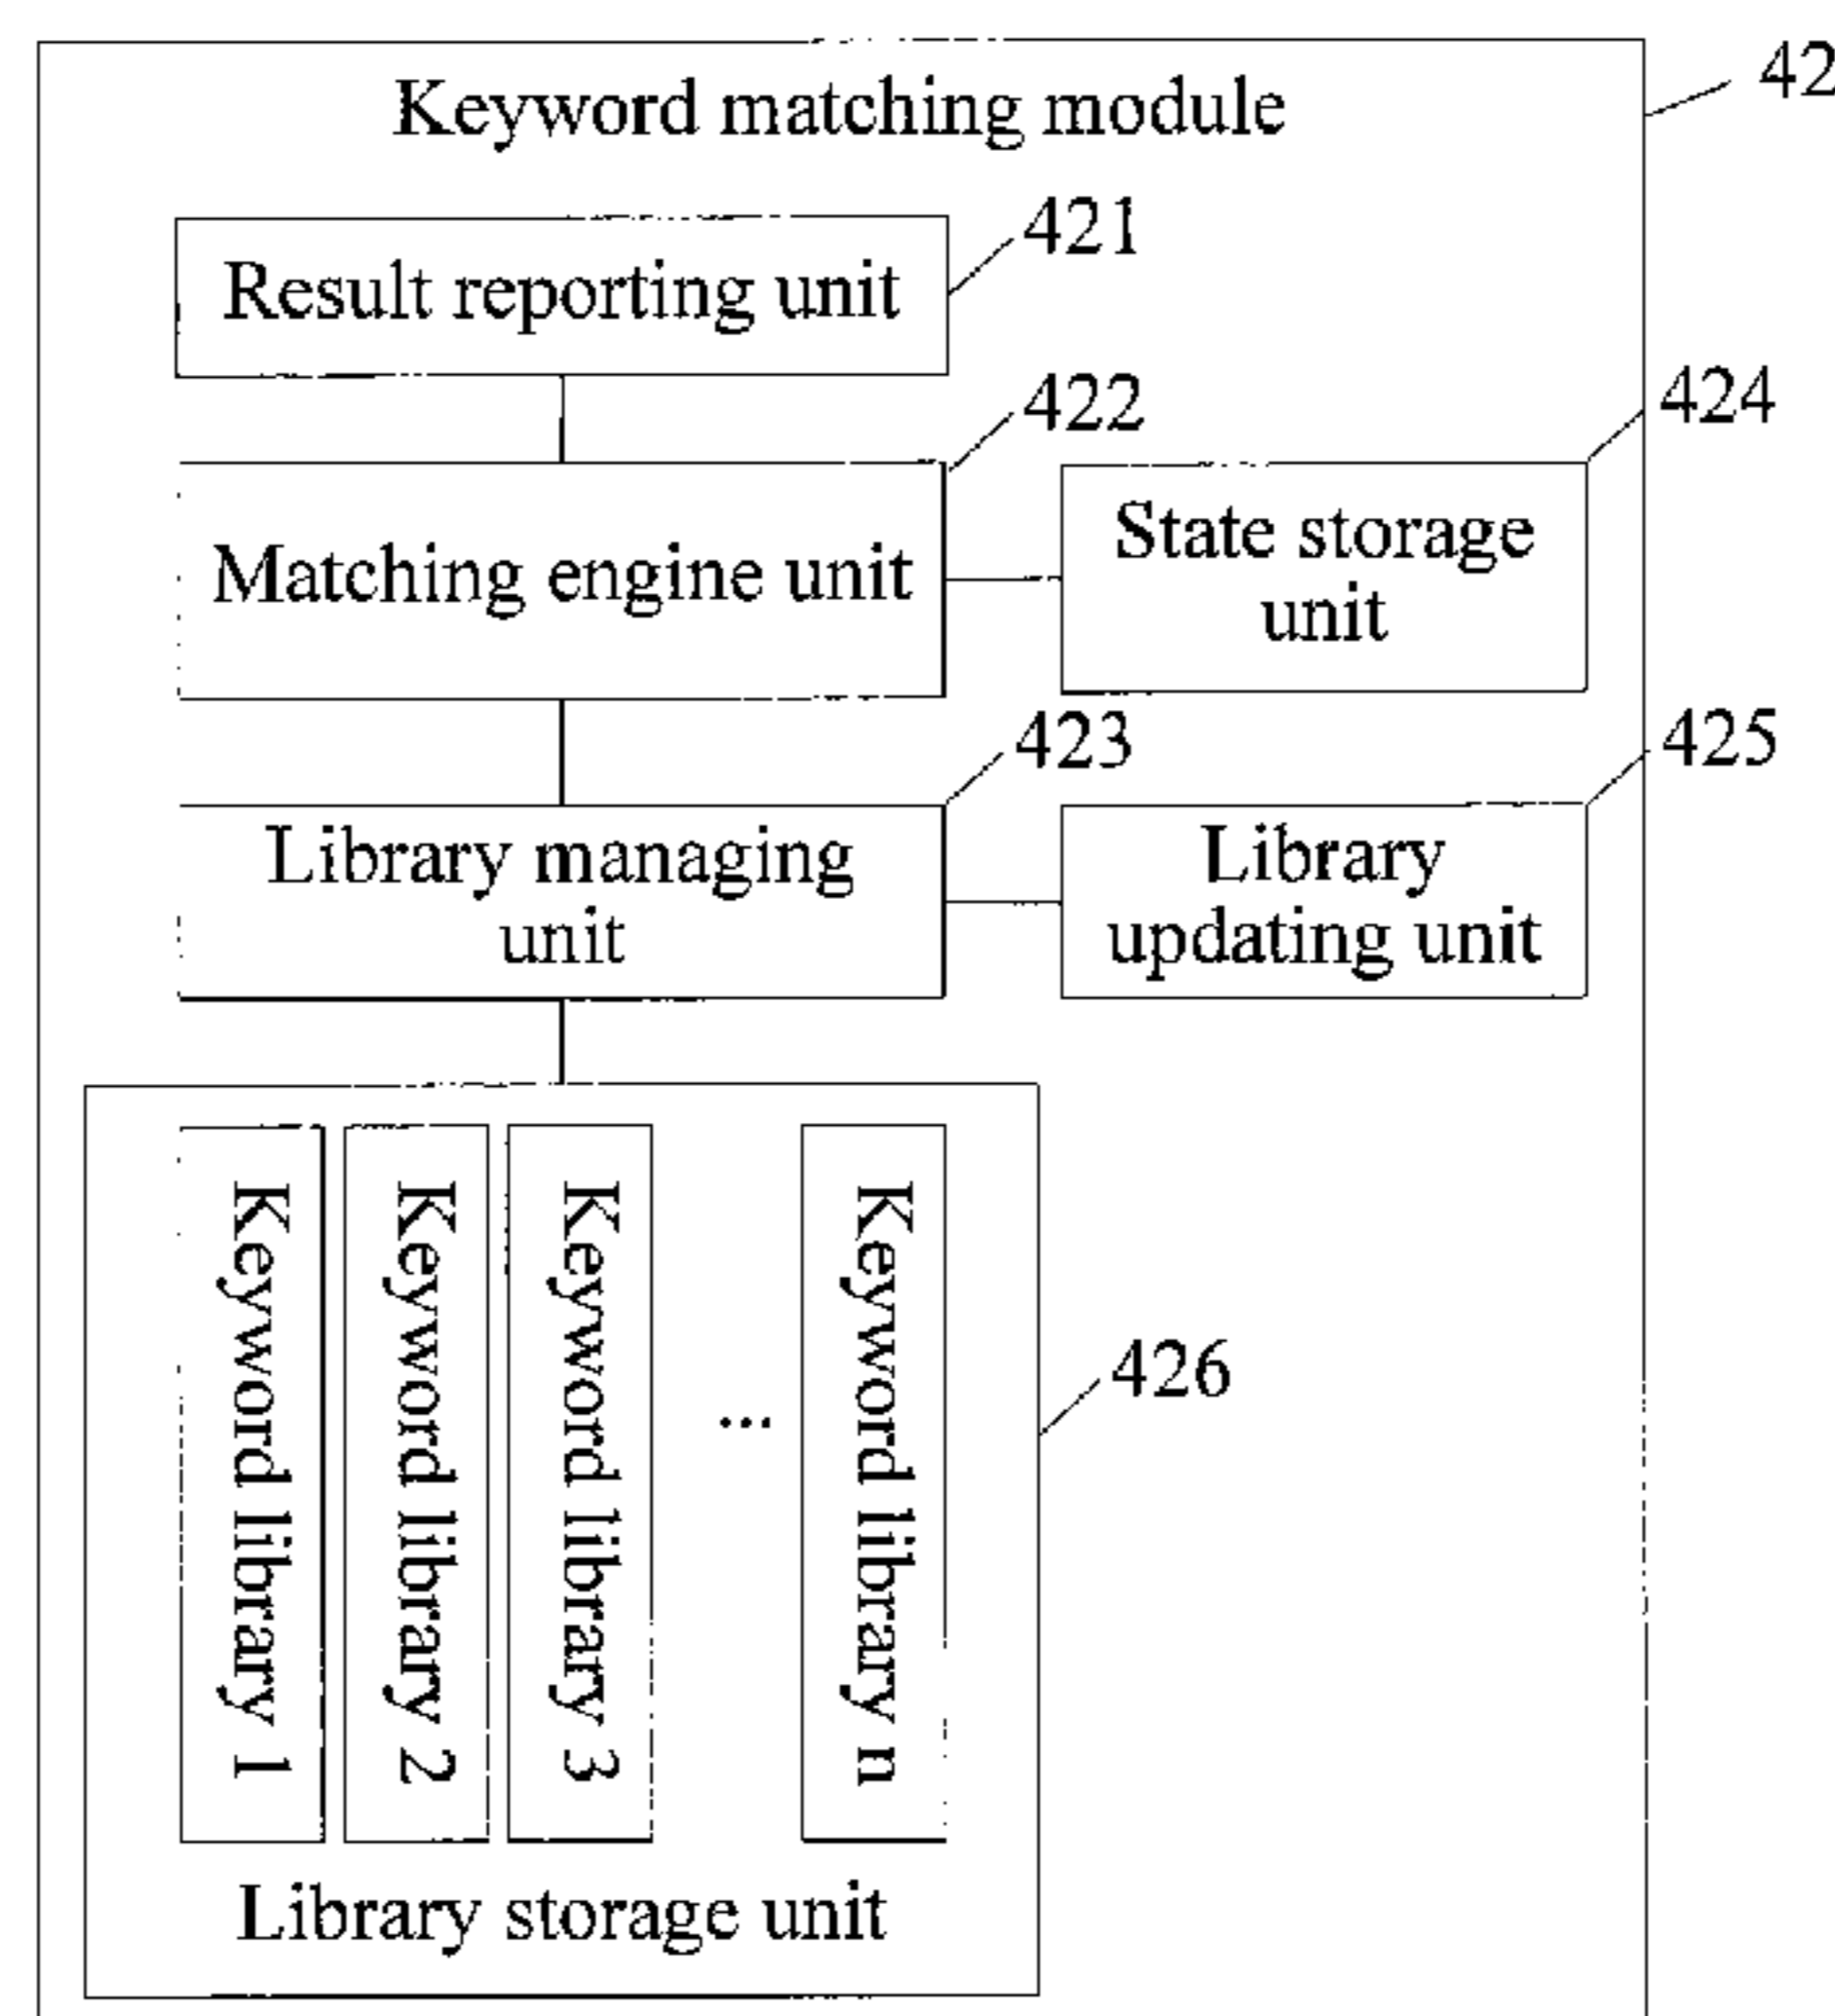 42
Keyword matching module
421
Result reporting unit
422
424
Matching engine unit
State storage
unit
423
425
Library managing
unit
Library
updating unit
Keyword library 1
Keyword library 2
Keyword library 3
...
Keyword library n
426
Library storage unit